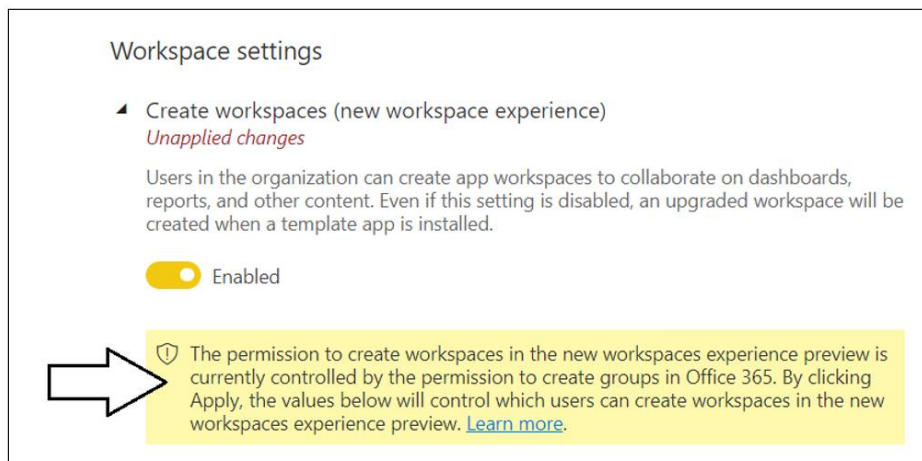 Workspace settings
Create workspaces (new workspace experience)
Unapplied changes
Users in the organization can create app workspaces to collaborate on dashboards,
reports, and other content. Even if this setting is disabled, an upgraded workspace will be
created when a template app is installed.
Enabled
The permission to create workspaces in the new workspaces experience preview is
currently controlled by the permission to create groups in Office 365. By clicking
Apply, the values below will control which users can create workspaces in the new
workspaces experience preview. Learn more.